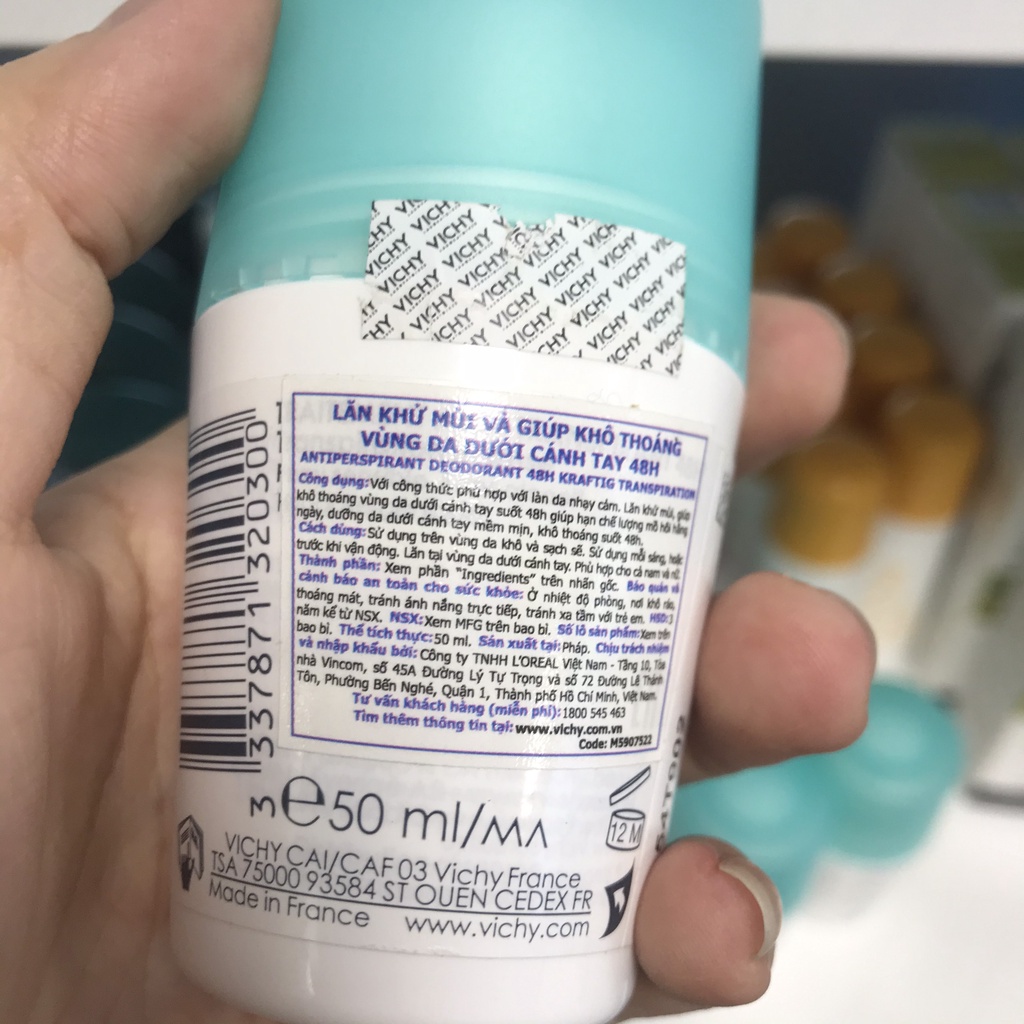 VICHY VICHY VICHY VICHY
LĂN KHỬ MÙI VÀ GIÚP KHÔ THOÁNG
VÙNG DA DƯỚI CÁNH TAY 48H
ANTIPERSPIRANT DEODORANT 48H KRAFTIG TRANSPIRATION
Công dụng: Với công thức phù hợp với làn da nhạy cảm. Lăn khử mùi, giúp
khô thoáng vùng da dưới cánh tay suốt 48h giúp hạn chế lượng mồ hôi hằng
ngày, dưỡng da dưới cánh tay mềm mịn, khô thoáng suốt 48h.
Cách dùng: Sử dụng trên vùng da khô và sạch sẽ. Sử dụng mỗi sáng, hoặc
trước khi vận động. Lăn tại vùng da dưới cánh tay. Phù hợp cho cả nam và nữ.
Thành phần: Xem phần "Ingredients" trên nhãn gốc. Bảo quản và
cảnh báo an toàn cho sức khỏe: Ở nhiệt độ phòng, nơi khô ráo,
thoáng mát, tránh ánh nắng trực tiếp, tránh xa tầm với trẻ em. HSD: 3
năm kể từ NSX. NSX: Xem MFG trên bao bì. Số lô sản phẩm: Xem trên
bao bì. Thể tích thực: 50 ml. Sản xuất tại: Pháp. Chịu trách nhiệm
và nhập khẩu bởi: Công ty TNHH L'OREAL Việt Nam - Tầng 10, Tòa
nhà Vincom, số 45A Đường Lý Tự Trọng và số 72 Đường Lê Thánh
Tôn, Phường Bến Nghé, Quận 1, Thành phố Hồ Chí Minh, Việt Nam.
Tư vấn khách hàng (miễn phí): 1800 545 463
Tìm thêm thông tin tại: www.vichy.com.vn
Code: M5907522
3 337871 320300
℮ 50 ml/МЛ
12 M
VICHY CAI/CAF 03 Vichy France
TSA 75000 93584 ST OUEN CEDEX FR
Made in France www.vichy.com